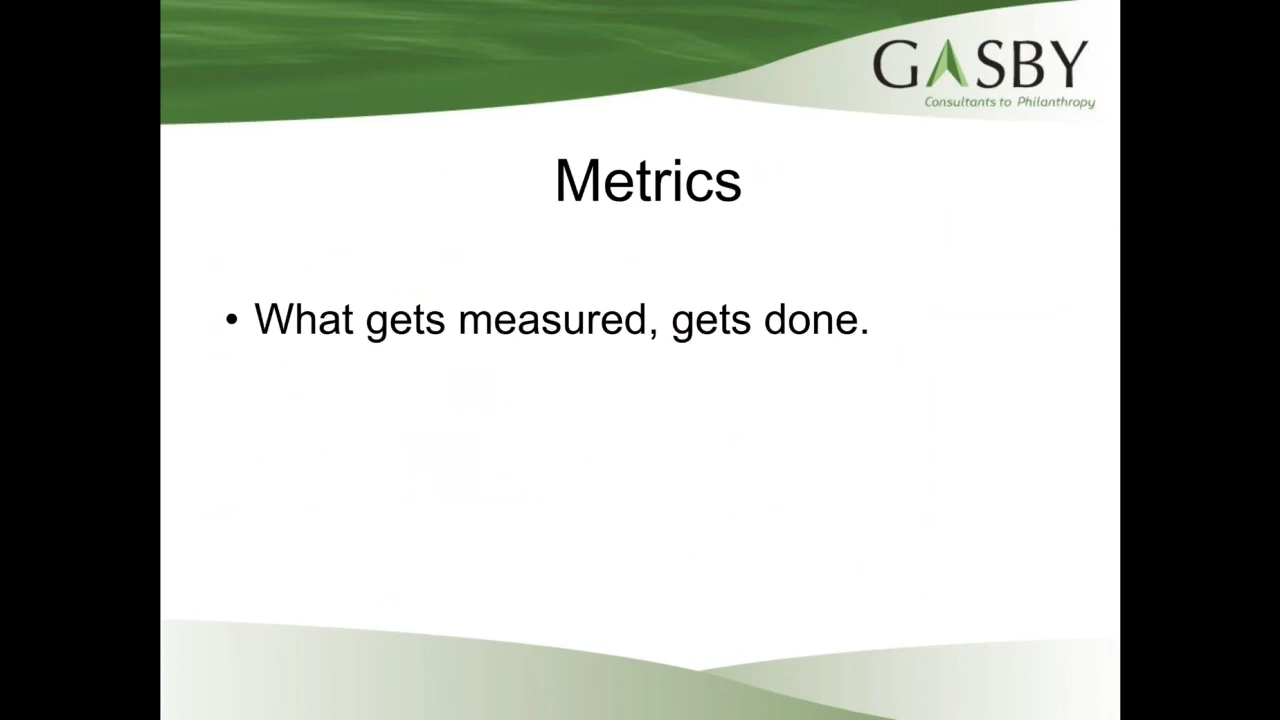 GASBY
Consultants to Philanthropy
Metrics
• What gets measured, gets done.